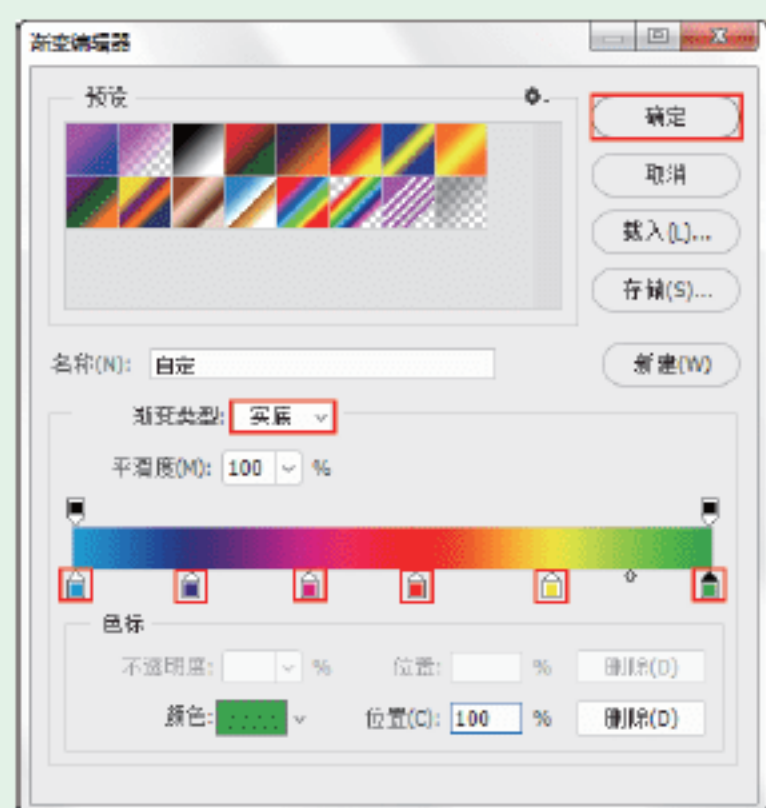 渐变编辑器
预设
确定
取消
载入(L)...
存储(S)...
名称(N): 自定
新建(W)
渐变类型: 实底
平滑度(M): 100 %
色标
不透明度: % 位置: % 删除(D)
颜色: 位置(C): 100 % 删除(D)